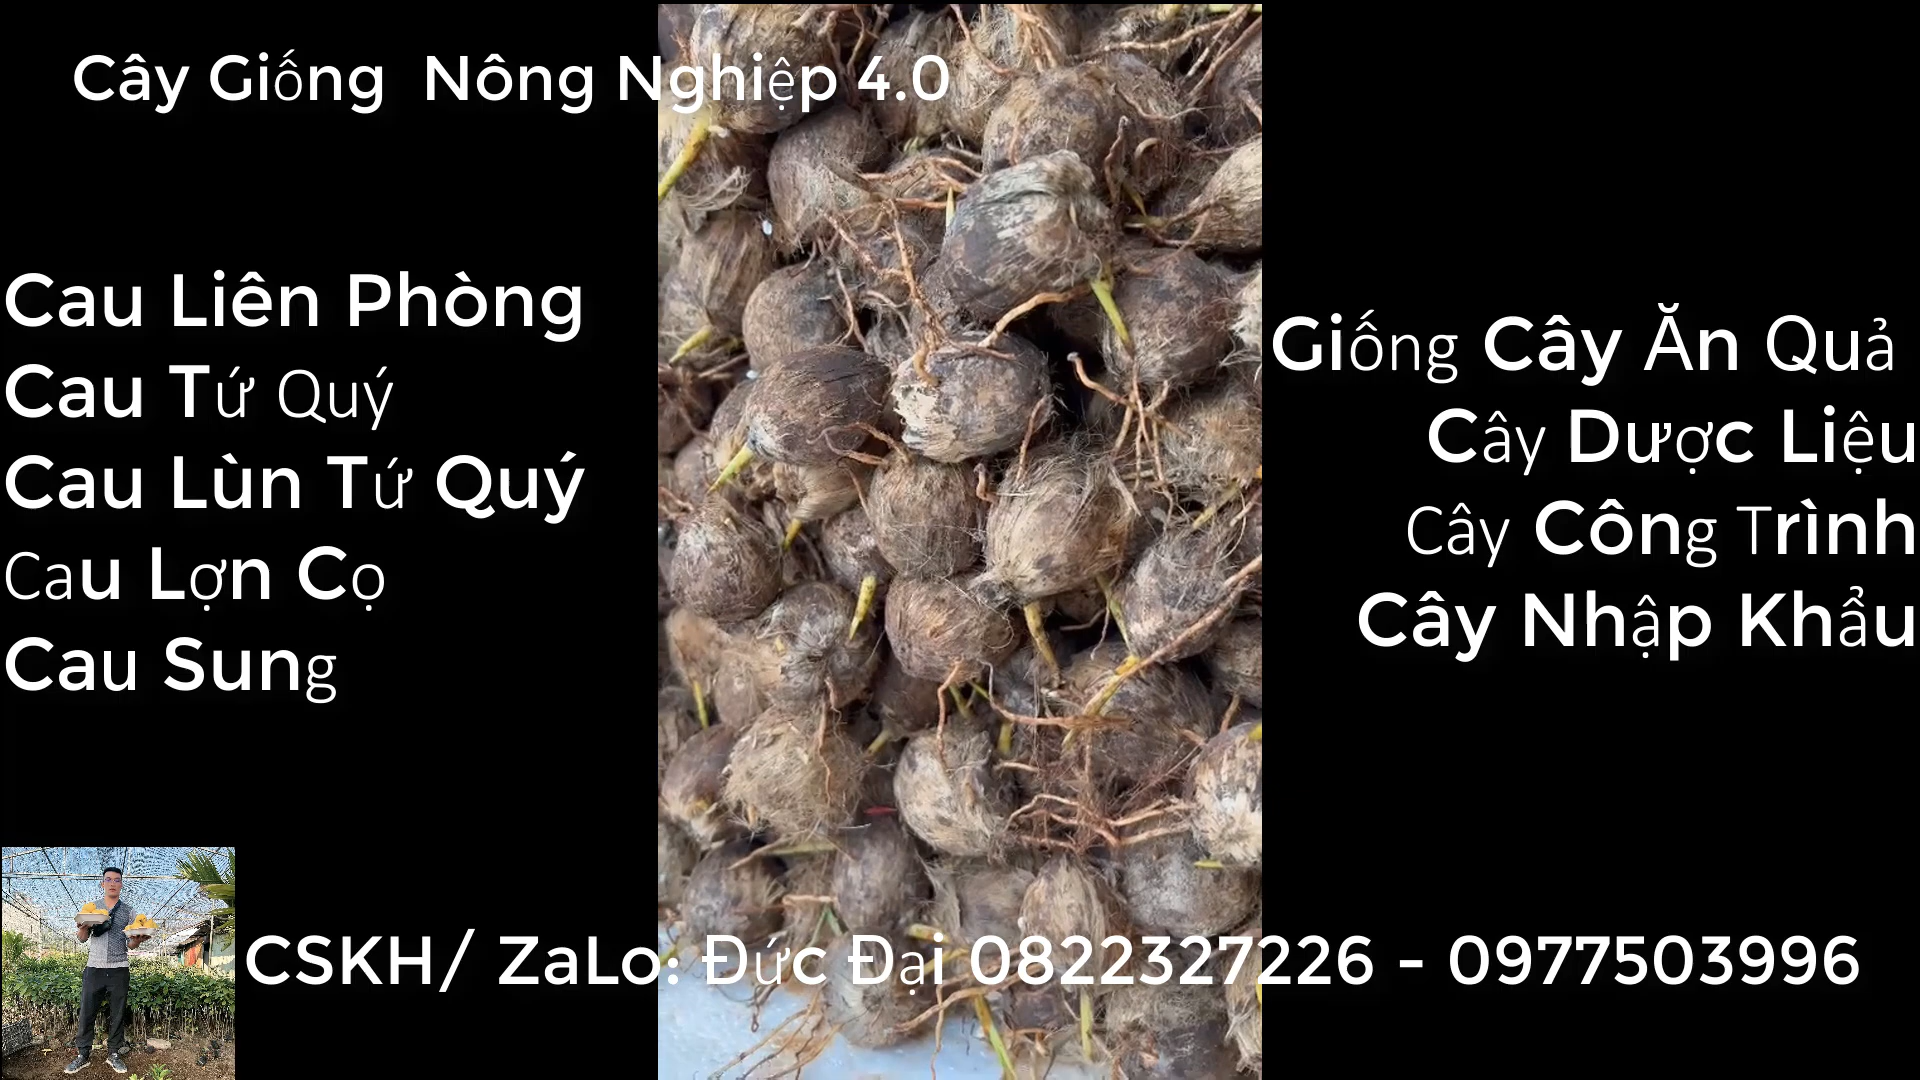 Cây Giống Nông Nghiệp 4.0
Cau Liên Phòng
Cau Tứ Quý
Cau Lùn Tứ Quý
Cau Lợn Cọ
Cau Sung
Giống Cây Ăn Quả
Cây Dược Liệu
Cây Công Trình
Cây Nhập Khẩu
CSKH/ ZaLo: Đức Đại 0822327226 - 0977503996